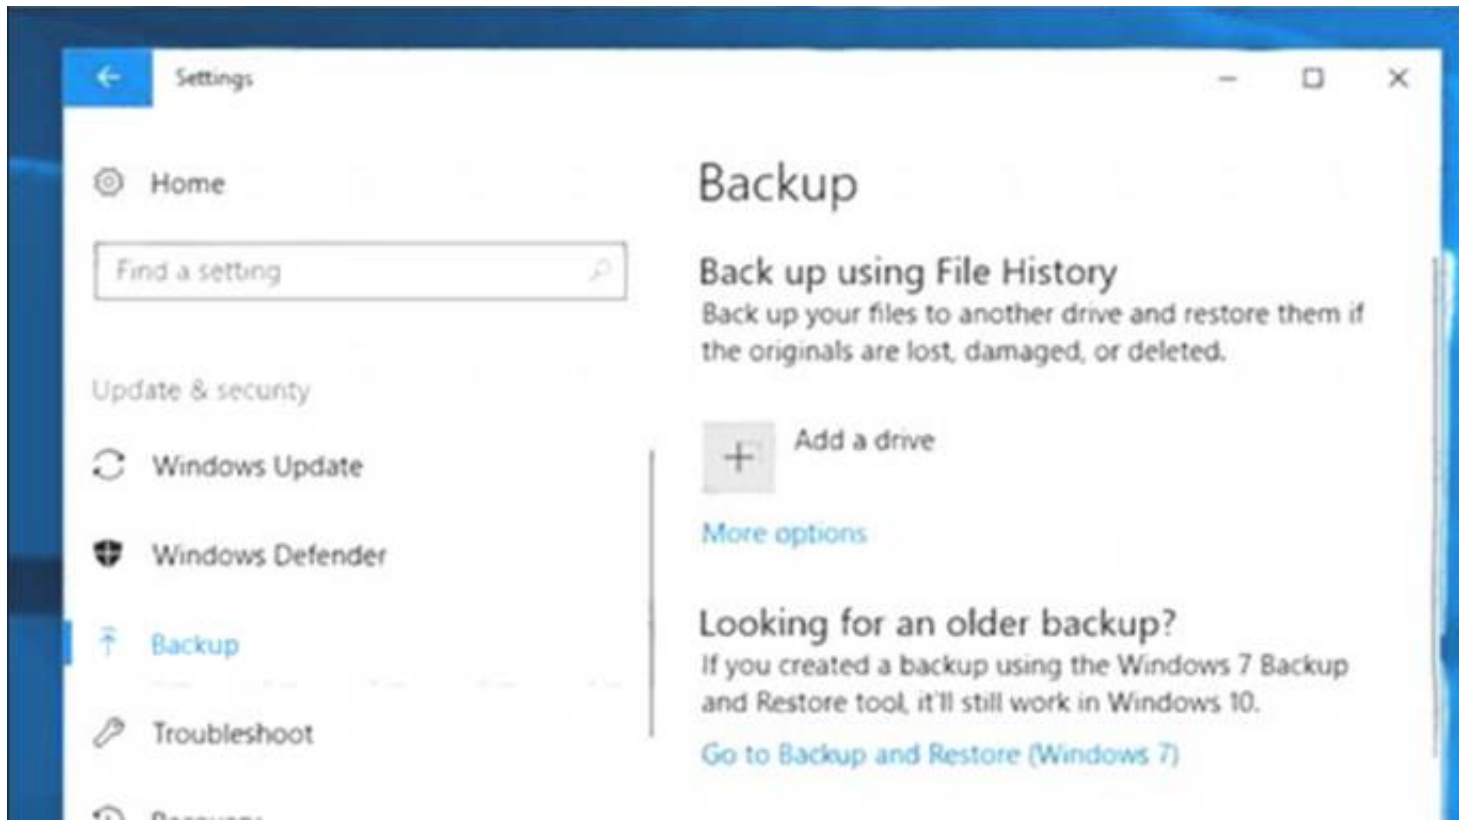 Settings
Home
Find a setting
Update & security
Windows Update
Windows Defender
Backup
Troubleshoot
Recovery
Backup
Back up using File History
Back up your files to another drive and restore them if
the originals are lost, damaged, or deleted.
Add a drive
More options
Looking for an older backup?
If you created a backup using the Windows 7 Backup
and Restore tool, it'll still work in Windows 10.
Go to Backup and Restore (Windows 7)